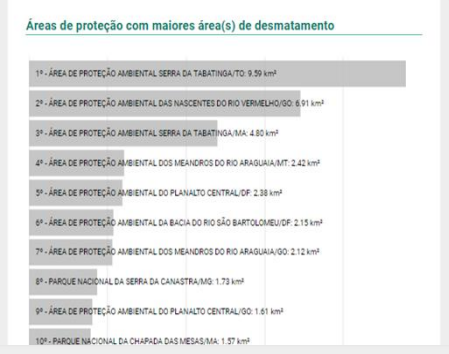 Áreas de proteção com maiores área(s) de desmatamento
1º - ÁREA DE PROTEÇÃO AMBIENTAL SERRA DA TABATINGA/TO: 9.59 km²
2º - ÁREA DE PROTEÇÃO AMBIENTAL DAS NASCENTES DO RIO VERMELHO/GO: 6.91 km²
3º - ÁREA DE PROTEÇÃO AMBIENTAL SERRA DA TABATINGA/MA: 4.80 km²
4º - ÁREA DE PROTEÇÃO AMBIENTAL DOS MEANDROS DO RIO ARAGUAIA/MT: 2.42 km²
5º - ÁREA DE PROTEÇÃO AMBIENTAL DO PLANALTO CENTRAL/DF: 2.38 km²
6º - ÁREA DE PROTEÇÃO AMBIENTAL DA BACIA DO RIO SÃO BARTOLOMEU/DF: 2.15 km²
7º - ÁREA DE PROTEÇÃO AMBIENTAL DOS MEANDROS DO RIO ARAGUAIA/GO: 2.12 km²
8º - PARQUE NACIONAL DA SERRA DA CANASTRA/MG: 1.73 km²
9º - ÁREA DE PROTEÇÃO AMBIENTAL DO PLANALTO CENTRAL/GO: 1.61 km²
10º - PARQUE NACIONAL DA CHAPADA DAS MESAS/MA: 1.57 km²